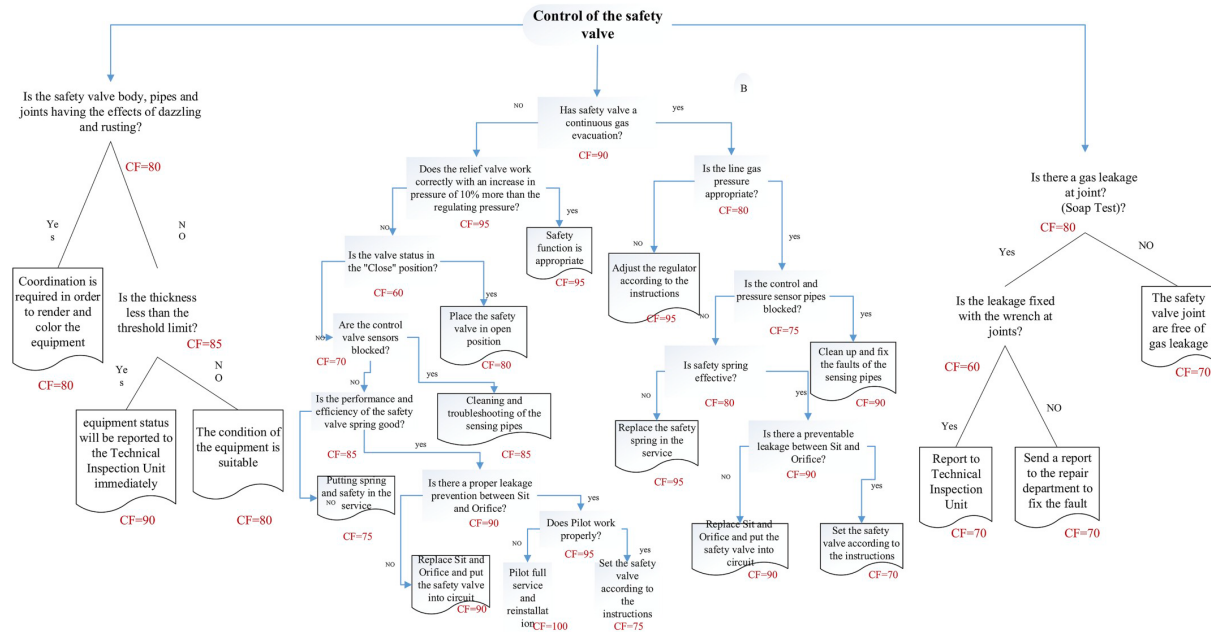 Control of the safety
valve
B
Is the safety valve body, pipes and
joints having the effects of dazzling
and rusting?
CF=80
Ye
s
N
O
Coordination is
required in order
to render and
color the
equipment
CF=80
Is the thickness
less than the
threshold limit?
CF=85
Ye
s
N
O
equipment status
will be reported to
the Technical
Inspection Unit
immediately
CF=90
The condition of
the equipment is
suitable
CF=80
Has safety valve a
continuous gas
evacuation?
CF=90
NO
yes
Does the relief valve work
correctly with an increase in
pressure of 10% more than the
regulating pressure?
CF=95
NO
yes
Safety
function is
appropriate
CF=95
Is the valve status in
the "Close" position?
CF=60
NO
yes
Place the safety
valve in open
position
CF=80
Are the control
valve sensors
blocked?
CF=70
NO
yes
Cleaning and
troubleshooting of the
sensing pipes
CF=85
Is the performance and
efficiency of the safety
valve spring good?
CF=85
NO
yes
Putting spring
and safety in the
service
CF=75
Is there a proper leakage
prevention between Sit
and Orifice?
CF=90
NO
yes
Replace Sit and
Orifice and put
the safety valve
into circuit
CF=90
Does Pilot work
properly?
CF=95
NO
yes
Pilot full
service
and
reinstallat
ion
CF=100
Set the safety
valve
according to
the
instructions
CF=75
Is the line gas
pressure
appropriate?
CF=80
NO
yes
Adjust the regulator
according to the
instructions
CF=95
Is the control and
pressure sensor pipes
blocked?
CF=75
NO
yes
Clean up and fix
the faults of the
sensing pipes
CF=90
Is safety spring
effective?
CF=80
NO
yes
Replace the safety
spring in the
service
CF=95
Is there a preventable
leakage between Sit and
Orifice?
CF=90
NO
yes
Replace Sit and
Orifice and put the
safety valve into
circuit
CF=90
Set the safety
valve according to
the instructions
CF=70
Is there a gas leakage
at joint?
(Soap Test)?
CF=80
Yes
NO
Is the leakage fixed
with the wrench at
joints?
CF=60
The safety
valve joint
are free of
gas leakage
CF=70
Yes
NO
Report to
Technical
Inspection
Unit
CF=70
Send a report
to the repair
department to
fix the fault
CF=70